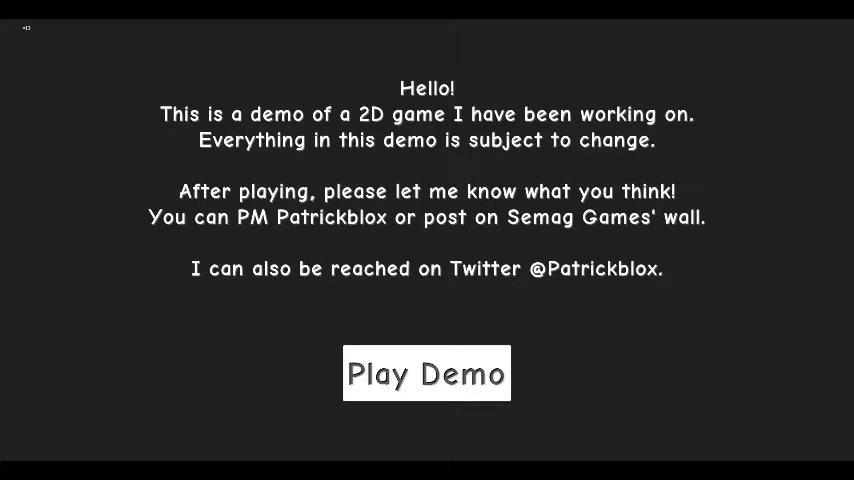 Hello!
This is a demo of a 2D game I have been working on.
Everything in this demo is subject to change.
After playing, please let me know what you think!
You can PM Patrickblox or post on Semag Games' wall.
I can also be reached on Twitter @Patrickblox.
Play Demo